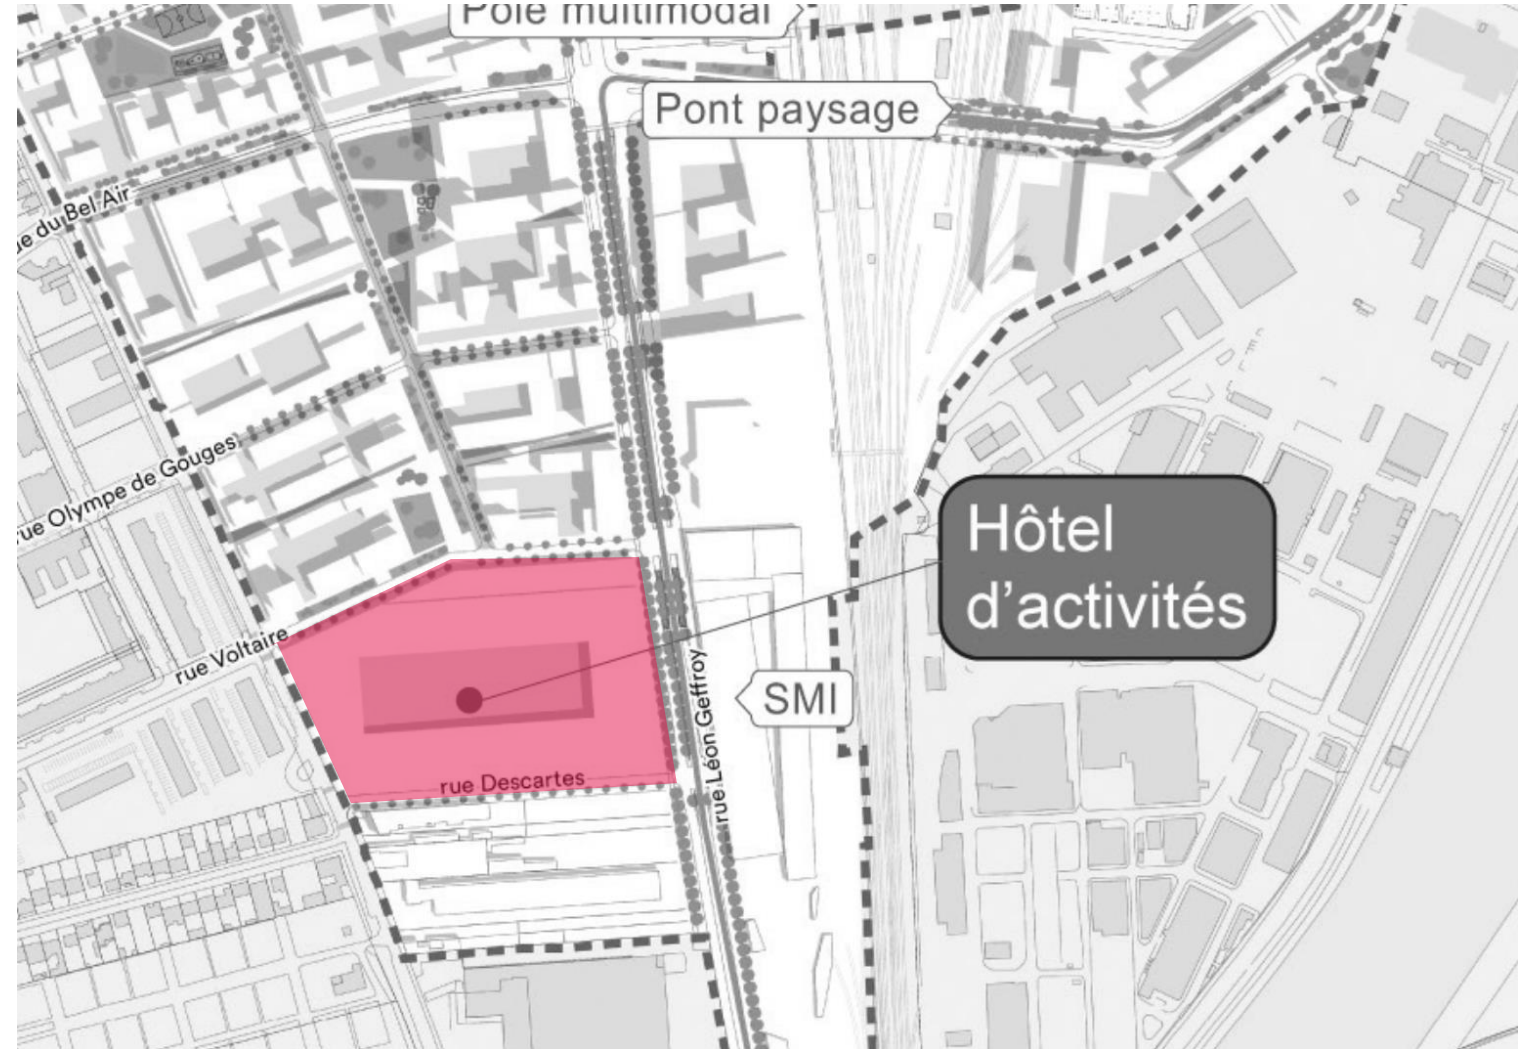 Pôle multimodal
Pont paysage
rue du Bel Air
rue Olympe de Gouges
Hôtel
d'activités
rue Voltaire
SMI
rue Léon Geffroy
rue Descartes